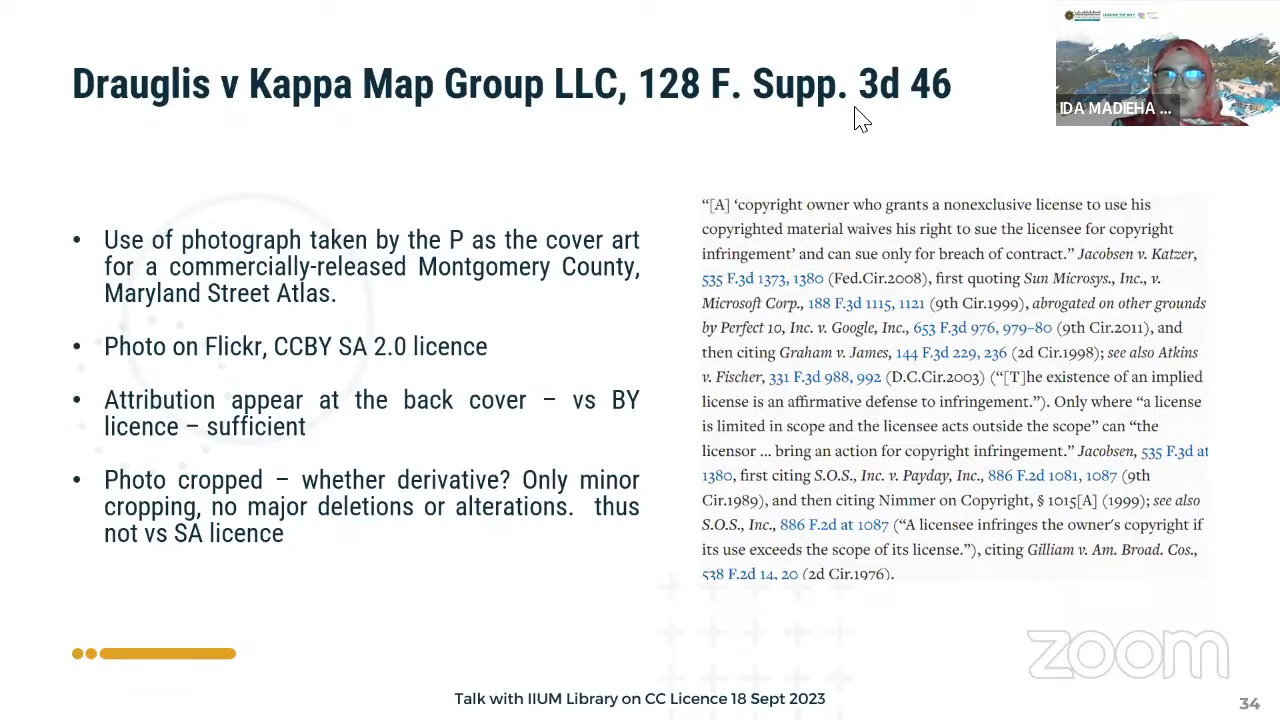 Drauglis v Kappa Map Group LLC, 128 F. Supp. 3d 46
IDA MADIEHA ...
• Use of photograph taken by the P as the cover art
for a commercially-released Montgomery County,
Maryland Street Atlas.
• Photo on Flickr, CCBY SA 2.0 licence
• Attribution appear at the back cover – vs BY
licence – sufficient
• Photo cropped – whether derivative? Only minor
cropping, no major deletions or alterations. thus
not vs SA licence
“[A] ‘copyright owner who grants a nonexclusive license to use his
copyrighted material waives his right to sue the licensee for copyright
infringement’ and can sue only for breach of contract.” Jacobsen v. Katzer,
535 F.3d 1373, 1380 (Fed.Cir.2008), first quoting Sun Microsys., Inc., v.
Microsoft Corp., 188 F.3d 1115, 1121 (9th Cir.1999), abrogated on other grounds
by Perfect 10, Inc. v. Google, Inc., 653 F.3d 976, 979–80 (9th Cir.2011), and
then citing Graham v. James, 144 F.3d 229, 236 (2d Cir.1998); see also Atkins
v. Fischer, 331 F.3d 988, 992 (D.C.Cir.2003) (“[T]he existence of an implied
license is an affirmative defense to infringement.”). Only where “a license
is limited in scope and the licensee acts outside the scope” can “the
licensor ... bring an action for copyright infringement.” Jacobsen, 535 F.3d at
1380, first citing S.O.S., Inc. v. Payday, Inc., 886 F.2d 1081, 1087 (9th
Cir.1989), and then citing Nimmer on Copyright, § 1015[A] (1999); see also
S.O.S., Inc., 886 F.2d at 1087 (“A licensee infringes the owner's copyright if
its use exceeds the scope of its license.”), citing Gilliam v. Am. Broad. Cos.,
538 F.2d 14, 20 (2d Cir.1976).
zoom
Talk with IIUM Library on CC Licence 18 Sept 2023
34